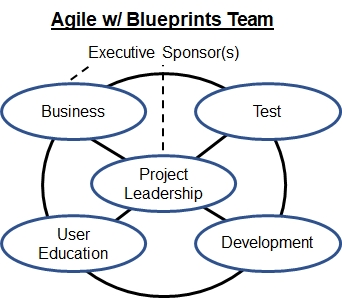 Agile w/ Blueprints Team
Executive Sponsor(s)
Business
Test
Project
Leadership
User
Education
Development